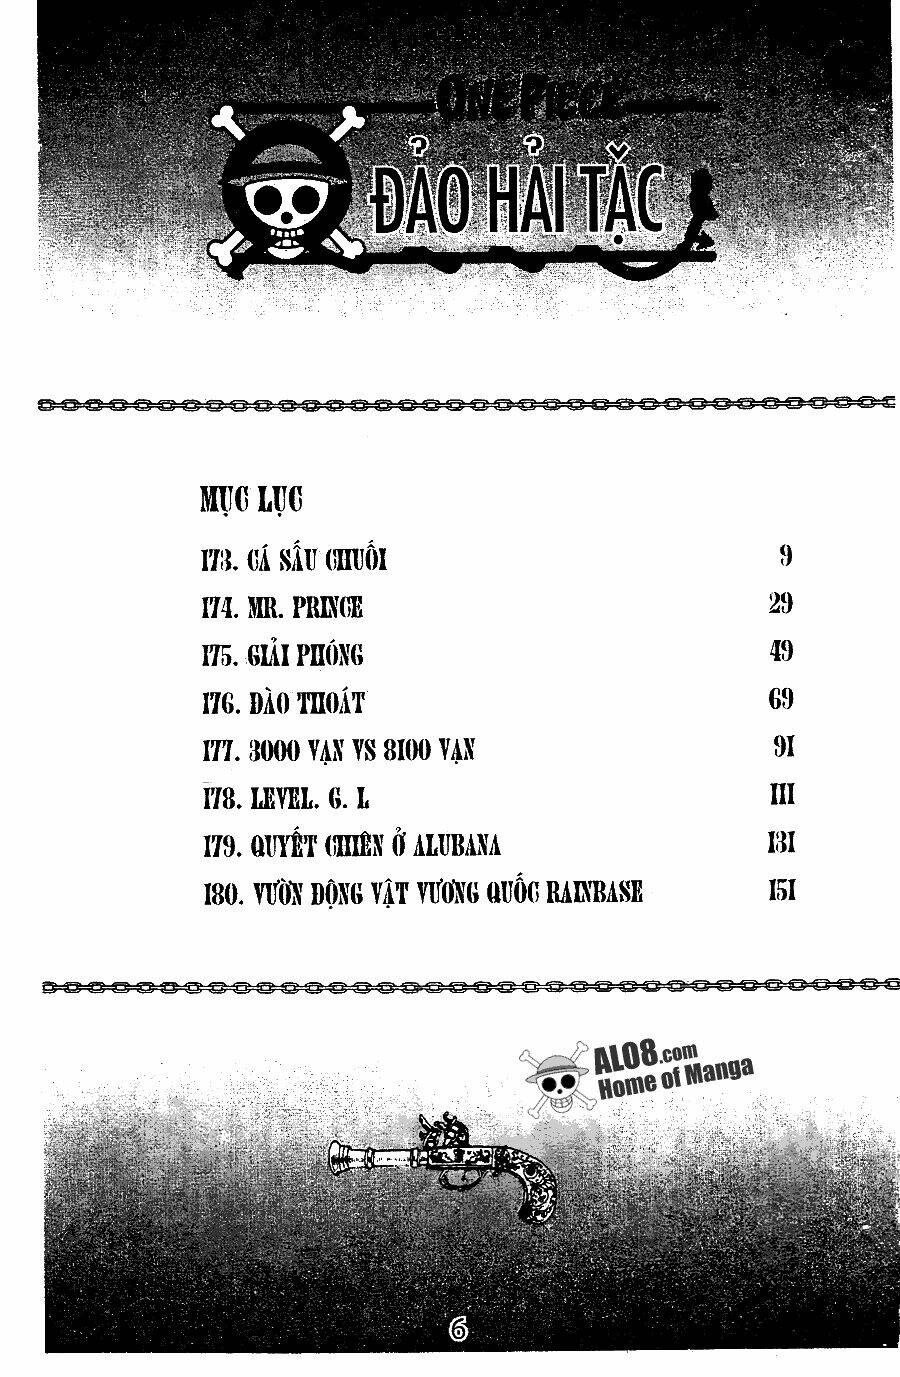 ONE PIECE
ĐẢO HẢI TẶC
MỤC LỤC
173. CÁ SẤU CHUỐI 9
174. MR. PRINCE 29
175. GIẢI PHÓNG 49
176. ĐÀO THOÁT 69
177. 3000 VẠN VS 8100 VẠN 91
178. LEVEL. G. L 111
179. QUYẾT CHIẾN Ở ALUBANA 131
180. VƯỜN ĐỘNG VẬT VƯƠNG QUỐC RAINBASE 151
ALO8.com
Home of Manga
6